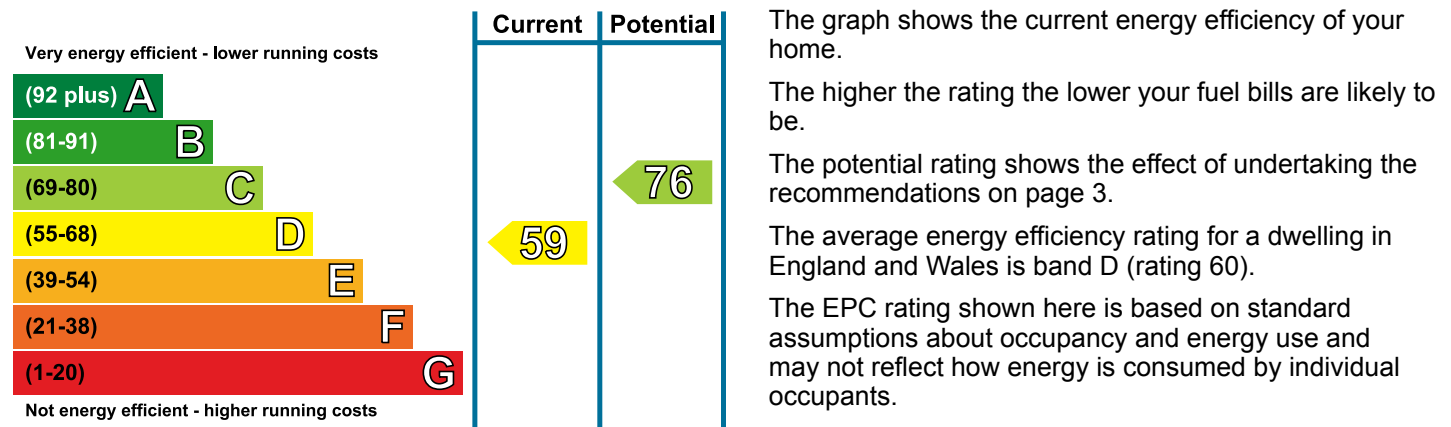 Current Potential
Very energy efficient - lower running costs
(92 plus) A
(81-91) B
(69-80) C
76
(55-68) D
59
(39-54) E
(21-38) F
(1-20) G
Not energy efficient - higher running costs
The graph shows the current energy efficiency of your
home.
The higher the rating the lower your fuel bills are likely to
be.
The potential rating shows the effect of undertaking the
recommendations on page 3.
The average energy efficiency rating for a dwelling in
England and Wales is band D (rating 60).
The EPC rating shown here is based on standard
assumptions about occupancy and energy use and
may not reflect how energy is consumed by individual
occupants.